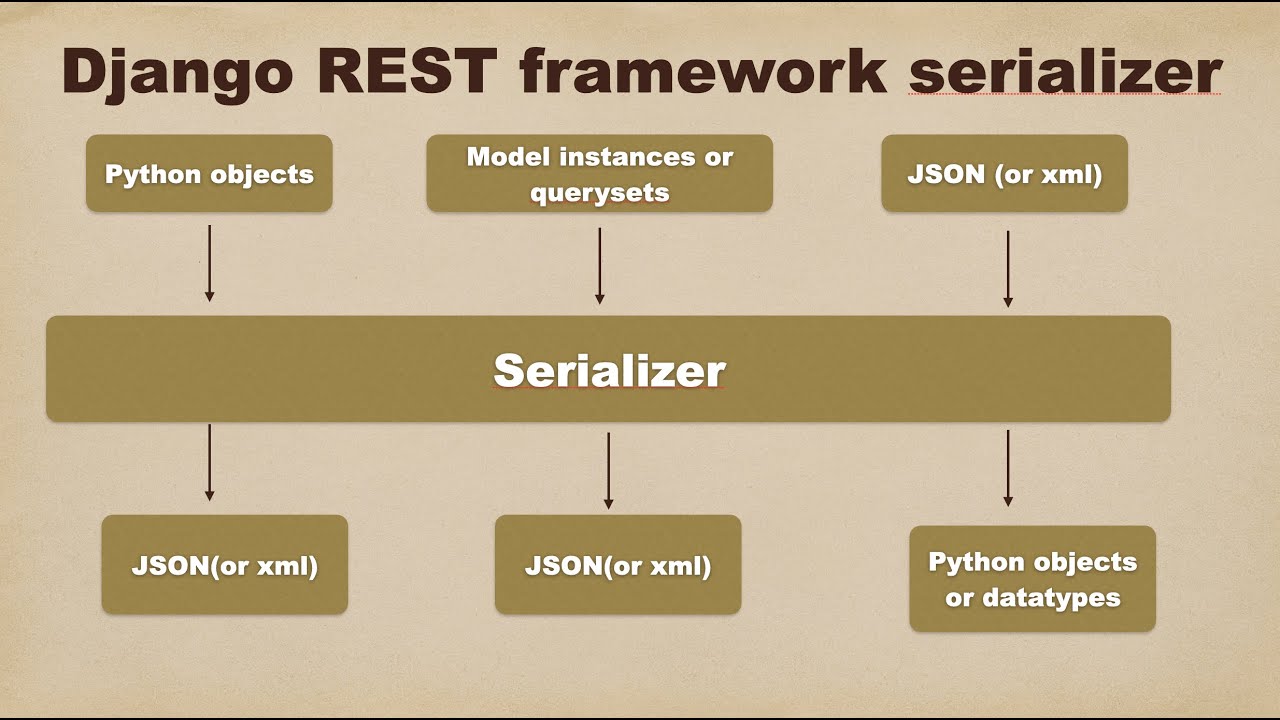 Django REST framework serializer
Python objects
Model instances or
querysets
JSON (or xml)
Serializer
JSON(or xml)
JSON(or xml)
Python objects
or datatypes